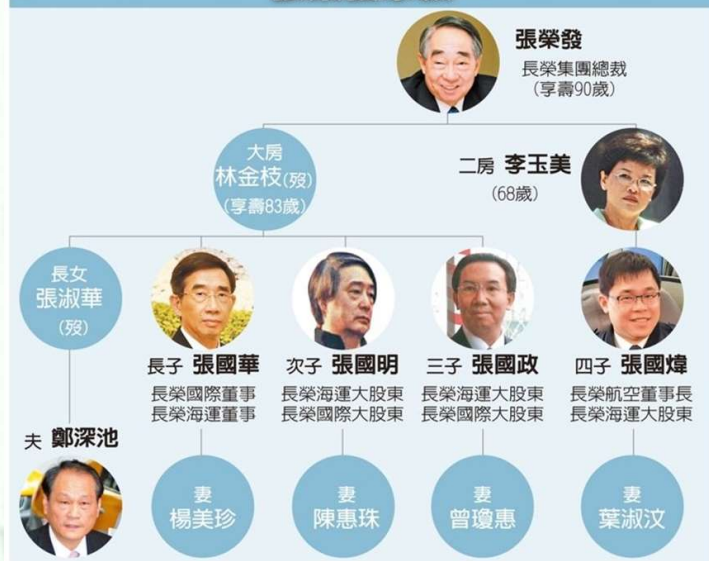 張榮發
長榮集團總裁
(享壽90歲)
大房
林金枝(歿)
(享壽83歲)
二房 李玉美
(68歲)
長女
張淑華
(歿)
長子 張國華
長榮國際董事
長榮海運董事
次子 張國明
長榮海運大股東
長榮國際大股東
三子 張國政
長榮海運大股東
長榮國際大股東
四子 張國煒
長榮航空董事長
長榮海運大股東
夫 鄭深池
妻
楊美珍
妻
陳惠珠
妻
曾瓊惠
妻
葉淑汶